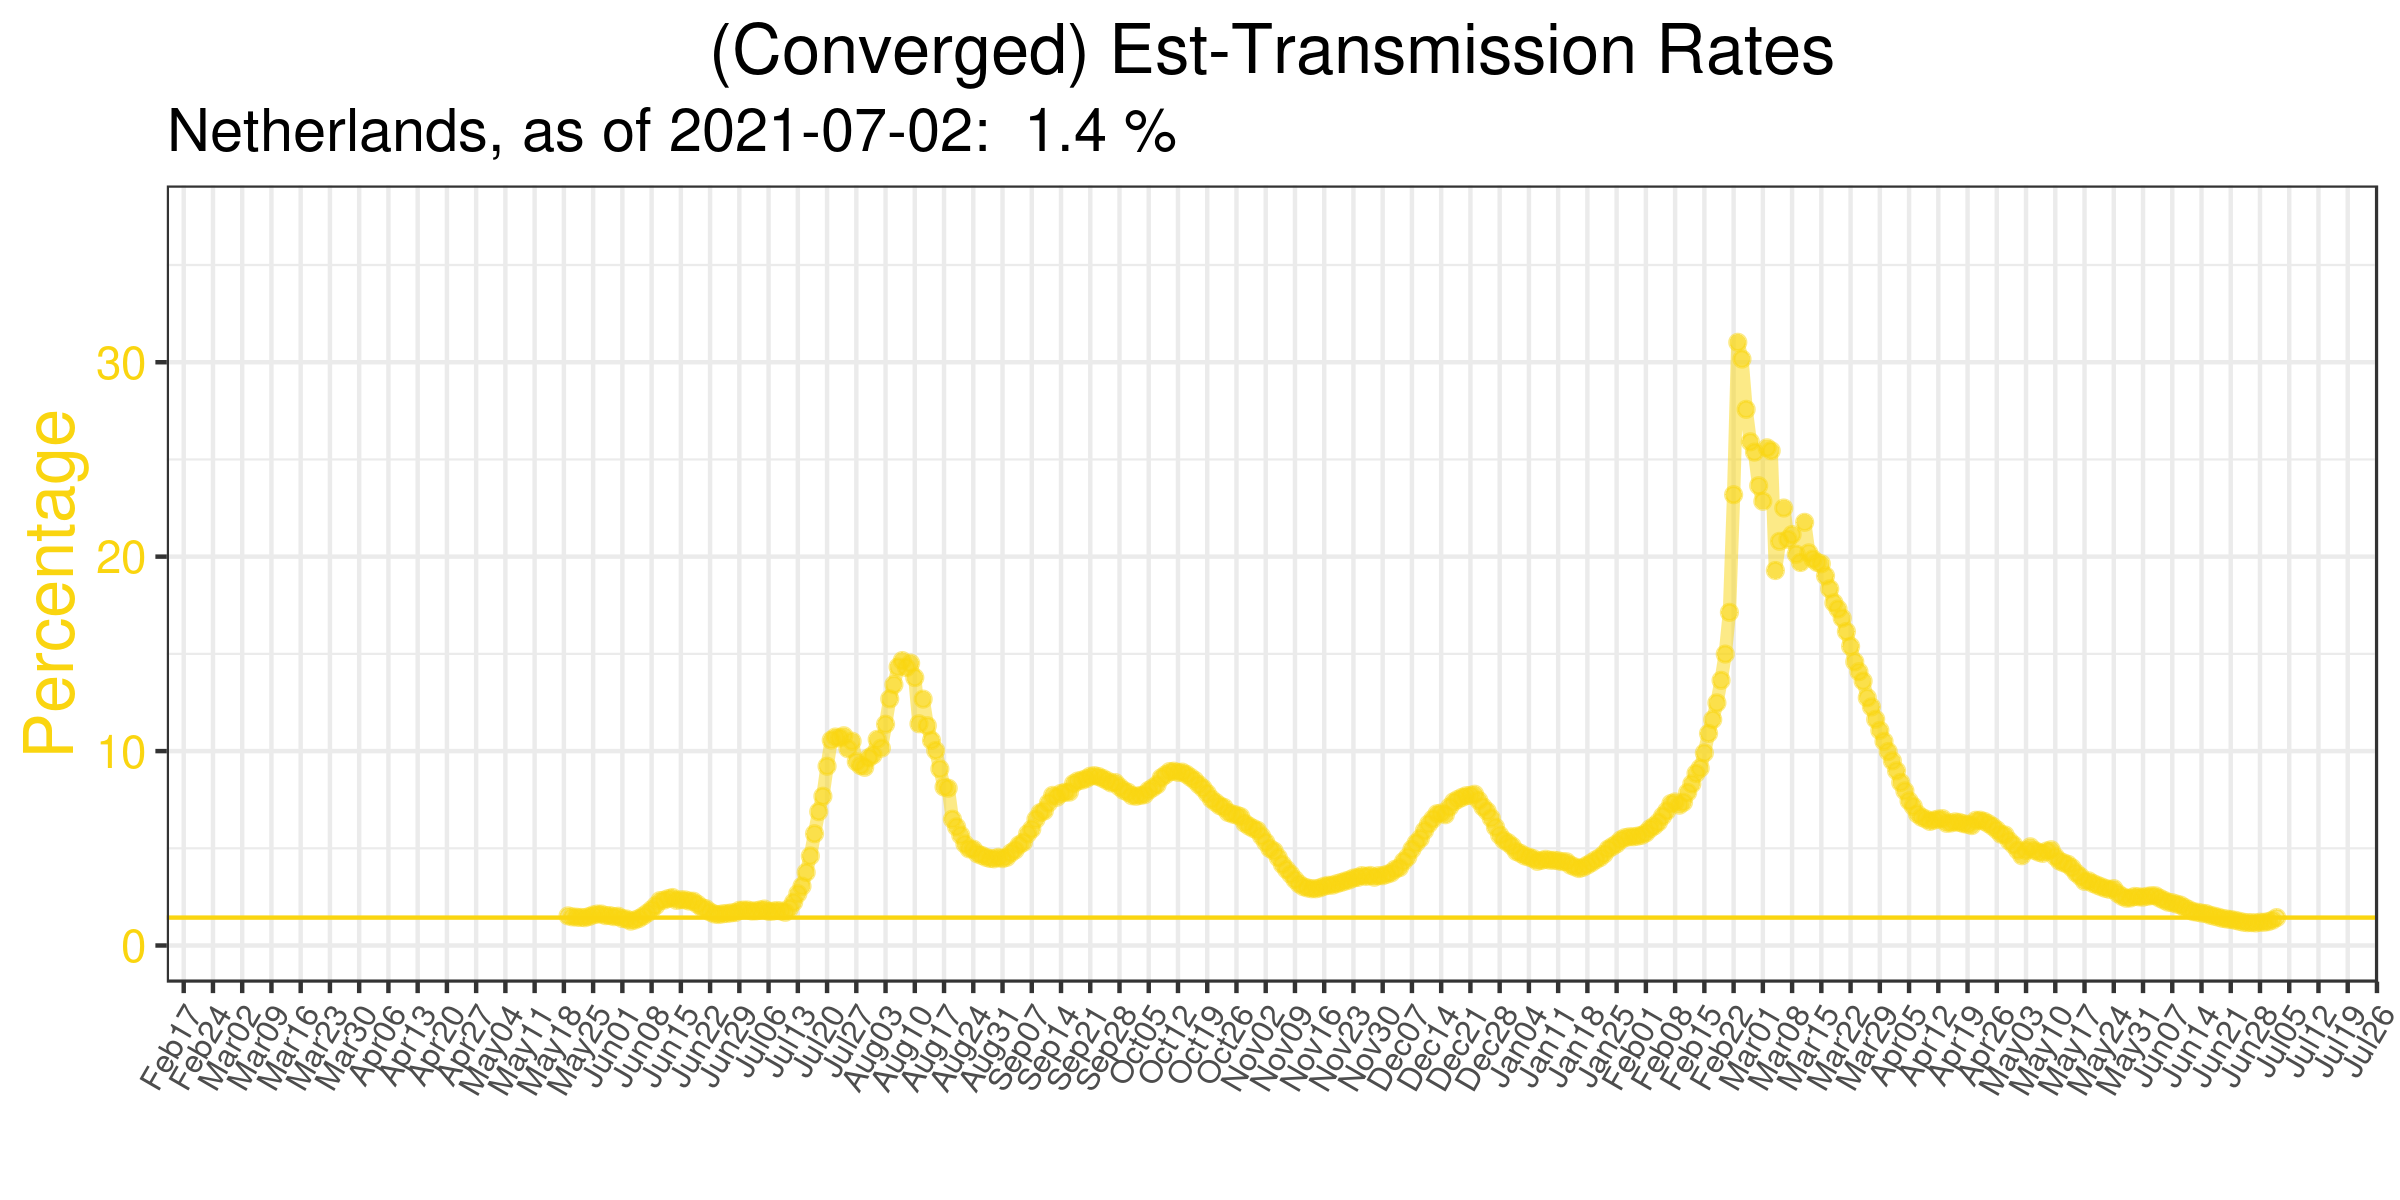 (Converged) Est-Transmission Rates
Netherlands, as of 2021-07-02: 1.4 %
Percentage
30
20
10
0
Feb17
Feb24
Mar02
Mar09
Mar16
Mar23
Mar30
Apr06
Apr13
Apr20
Apr27
May04
May11
May18
May25
Jun01
Jun08
Jun15
Jun22
Jun29
Jul06
Jul13
Jul20
Jul27
Aug03
Aug10
Aug17
Aug24
Aug31
Sep07
Sep14
Sep21
Sep28
Oct05
Oct12
Oct19
Oct26
Nov02
Nov09
Nov16
Nov23
Nov30
Dec07
Dec14
Dec21
Dec28
Jan04
Jan11
Jan18
Jan25
Feb01
Feb08
Feb15
Feb22
Mar01
Mar08
Mar15
Mar22
Mar29
Apr05
Apr12
Apr19
Apr26
May03
May10
May17
May24
May31
Jun07
Jun14
Jun21
Jun28
Jul05
Jul12
Jul19
Jul26